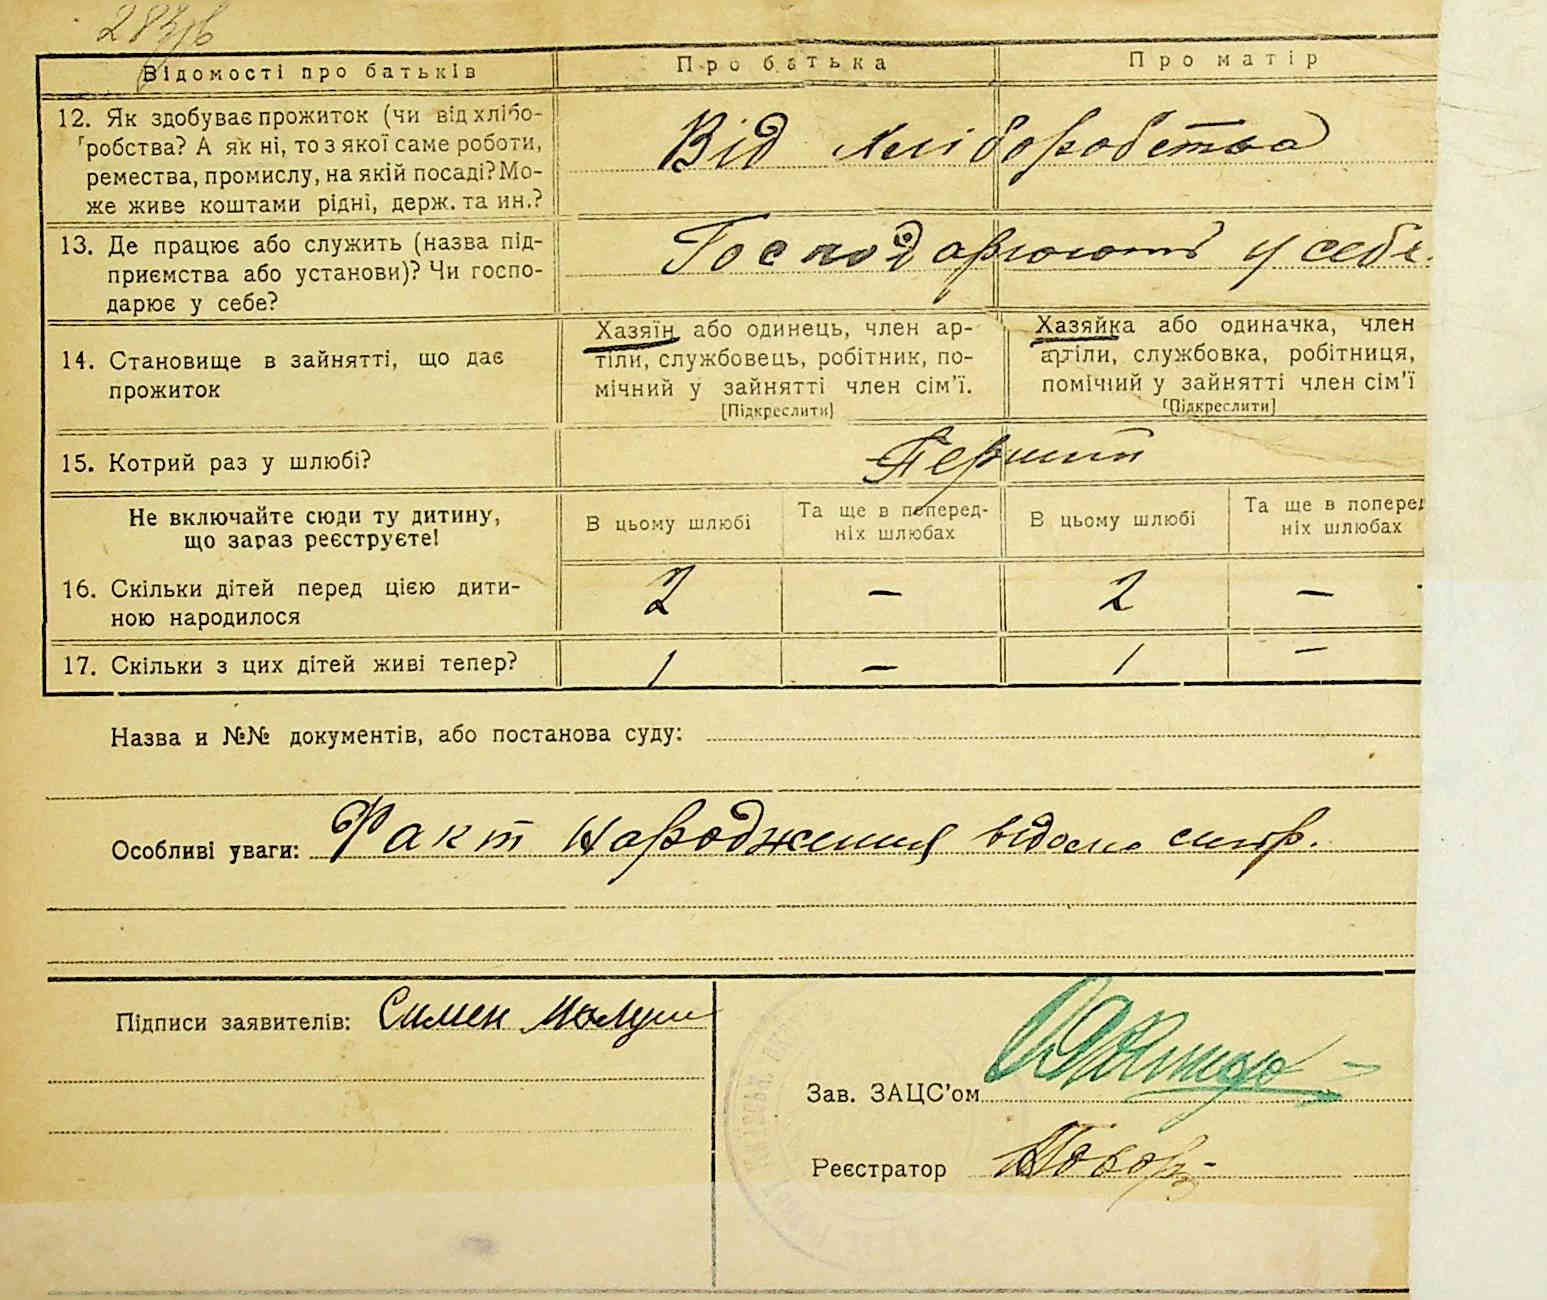 Відомості про батьків
Про батька
Про матір
12. Як здобуває прожиток (чи від хлібо-
робства? А як ні, то з якої саме роботи,
ремества, промислу, на якій посаді? Мо-
же живе коштами рідні, держ. та ин.?
Від хліборобства
13. Де працює або служить (назва під-
приємства або установи)? Чи госпо-
дарює у себе?
Господарюють у себе.
14. Становище в зайнятті, що дає
прожиток
Хазяїн або одинець, член ар-
тіли, службовець, робітник, по-
мічний у зайнятті член сім'ї.
[Підкреслити]
Хазяйка або одиначка, член
артіли, службовка, робітниця,
помічний у зайнятті член сім'ї
[Підкреслити]
15. Котрий раз у шлюбі?
Перший
Не включайте сюди ту дитину,
що зараз реєструєте!
В цьому шлюбі
Та ще в поперед-
ніх шлюбах
В цьому шлюбі
Та ще в поперед
ніх шлюбах
16. Скільки дітей перед цією дити-
ною народилося
2 — 2 —
17. Скільки з цих дітей живі тепер?
1 — 1 —
Назва и №№ документів, або постанова суду:
Особливі уваги: Факт народження відомо
Підписи заявителів: Симен
Зав. ЗАЦС'ом
Реєстратор